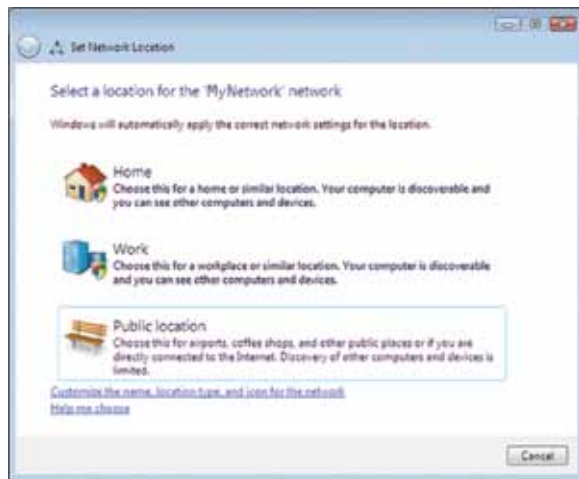 Set Network Location
Select a location for the 'MyNetwork' network
Windows will automatically apply the correct network settings for the location.
Home
Choose this for a home or similar location. Your computer is discoverable and
you can see other computers and devices.
Work
Choose this for a workplace or similar location. Your computer is discoverable
and you can see other computers and devices.
Public location
Choose this for airports, coffee shops, and other public places or if you are
directly connected to the Internet. Discovery of other computers and devices is
limited.
Customize the name, location type, and icon for the network
Help me choose
Cancel